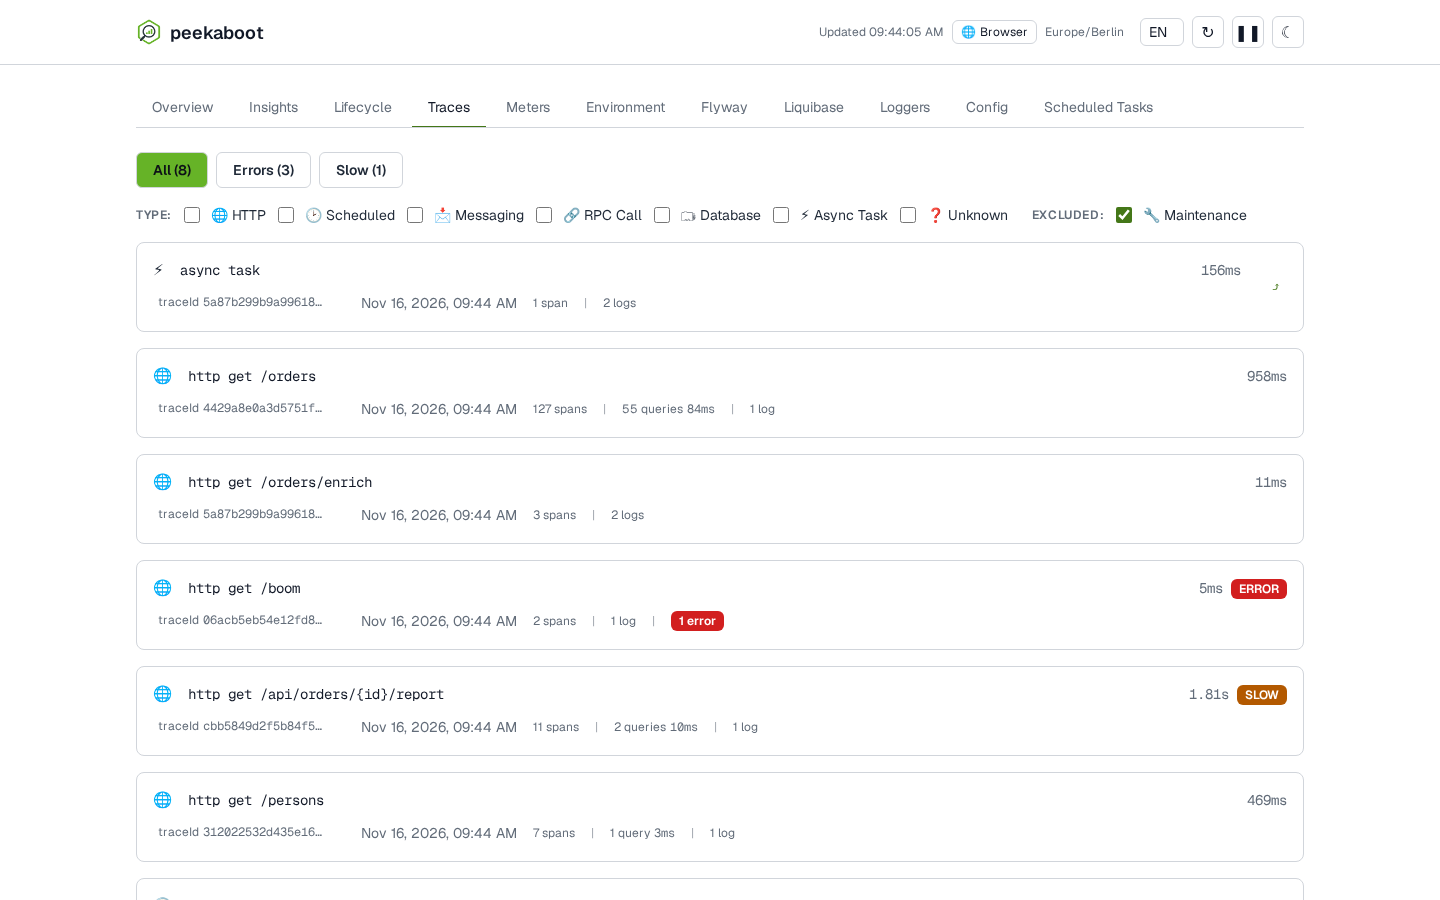 peekaboot
Updated 09:44:05 AM 🌐 Browser Europe/Berlin EN
Overview Insights Lifecycle Traces Meters Environment Flyway Liquibase Loggers Config Scheduled Tasks
All (8) Errors (3) Slow (1)
TYPE: 🌐 HTTP 🕑 Scheduled 📩 Messaging 🔗 RPC Call 🗃 Database ⚡ Async Task ❓ Unknown EXCLUDED: 🔧 Maintenance
⚡ async task 156ms
traceId 5a87b299b9a99618… Nov 16, 2026, 09:44 AM 1 span | 2 logs
🌐 http get /orders 958ms
traceId 4429a8e0a3d5751f… Nov 16, 2026, 09:44 AM 127 spans | 55 queries 84ms | 1 log
🌐 http get /orders/enrich 11ms
traceId 5a87b299b9a99618… Nov 16, 2026, 09:44 AM 3 spans | 2 logs
🌐 http get /boom 5ms ERROR
traceId 06acb5eb54e12fd8… Nov 16, 2026, 09:44 AM 2 spans | 1 log | 1 error
🌐 http get /api/orders/{id}/report 1.81s SLOW
traceId cbb5849d2f5b84f5… Nov 16, 2026, 09:44 AM 11 spans | 2 queries 10ms | 1 log
🌐 http get /persons 469ms
traceId 312022532d435e16… Nov 16, 2026, 09:44 AM 7 spans | 1 query 3ms | 1 log